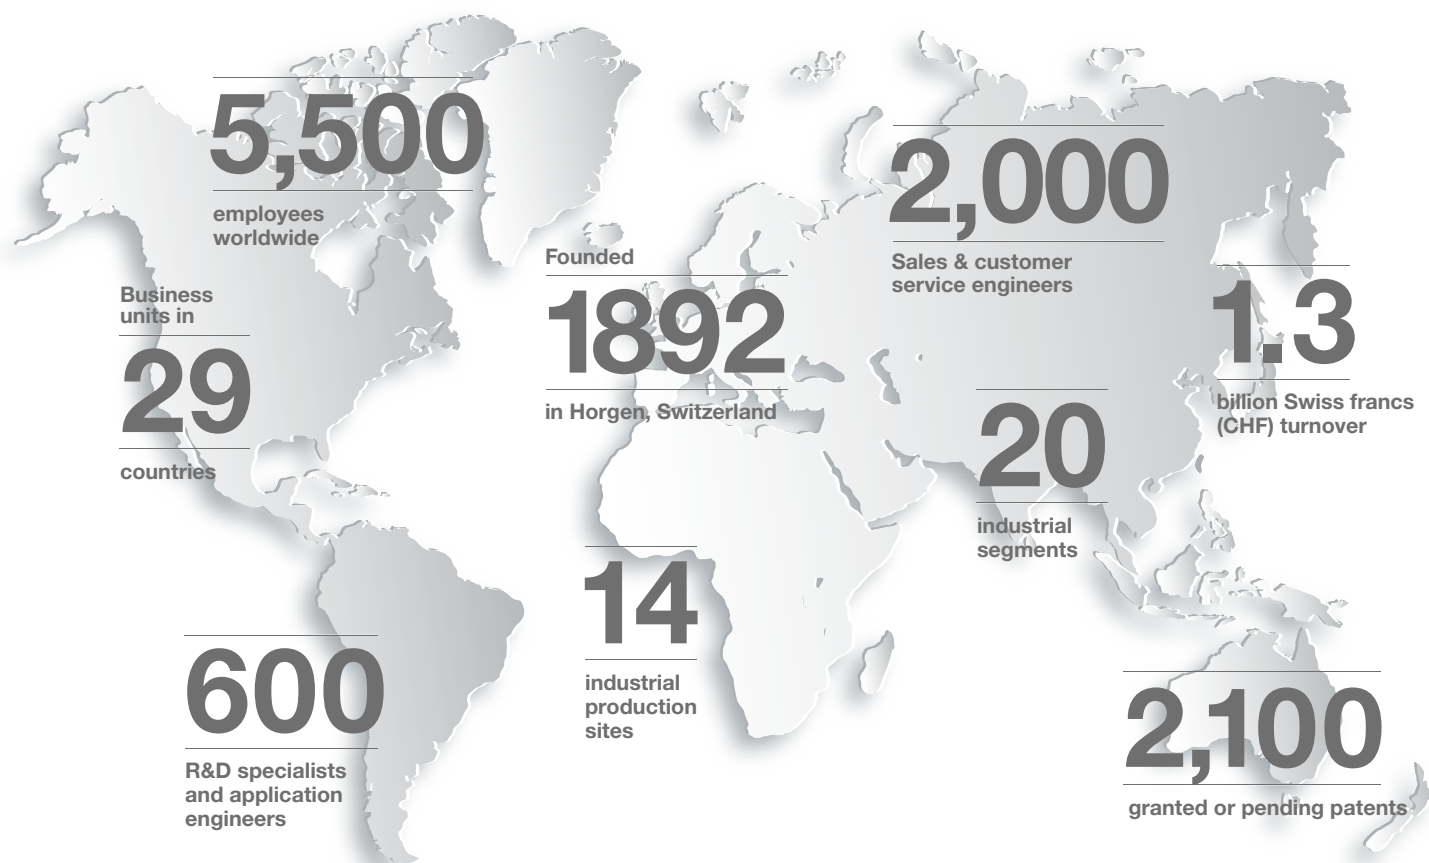 5,500
employees
worldwide
2,000
Sales & customer
service engineers
Founded
1892
in Horgen, Switzerland
Business
units in
29
countries
1.3
billion Swiss francs
(CHF) turnover
20
industrial
segments
14
industrial
production
sites
600
R&D specialists
and application
engineers
2,100
granted or pending patents